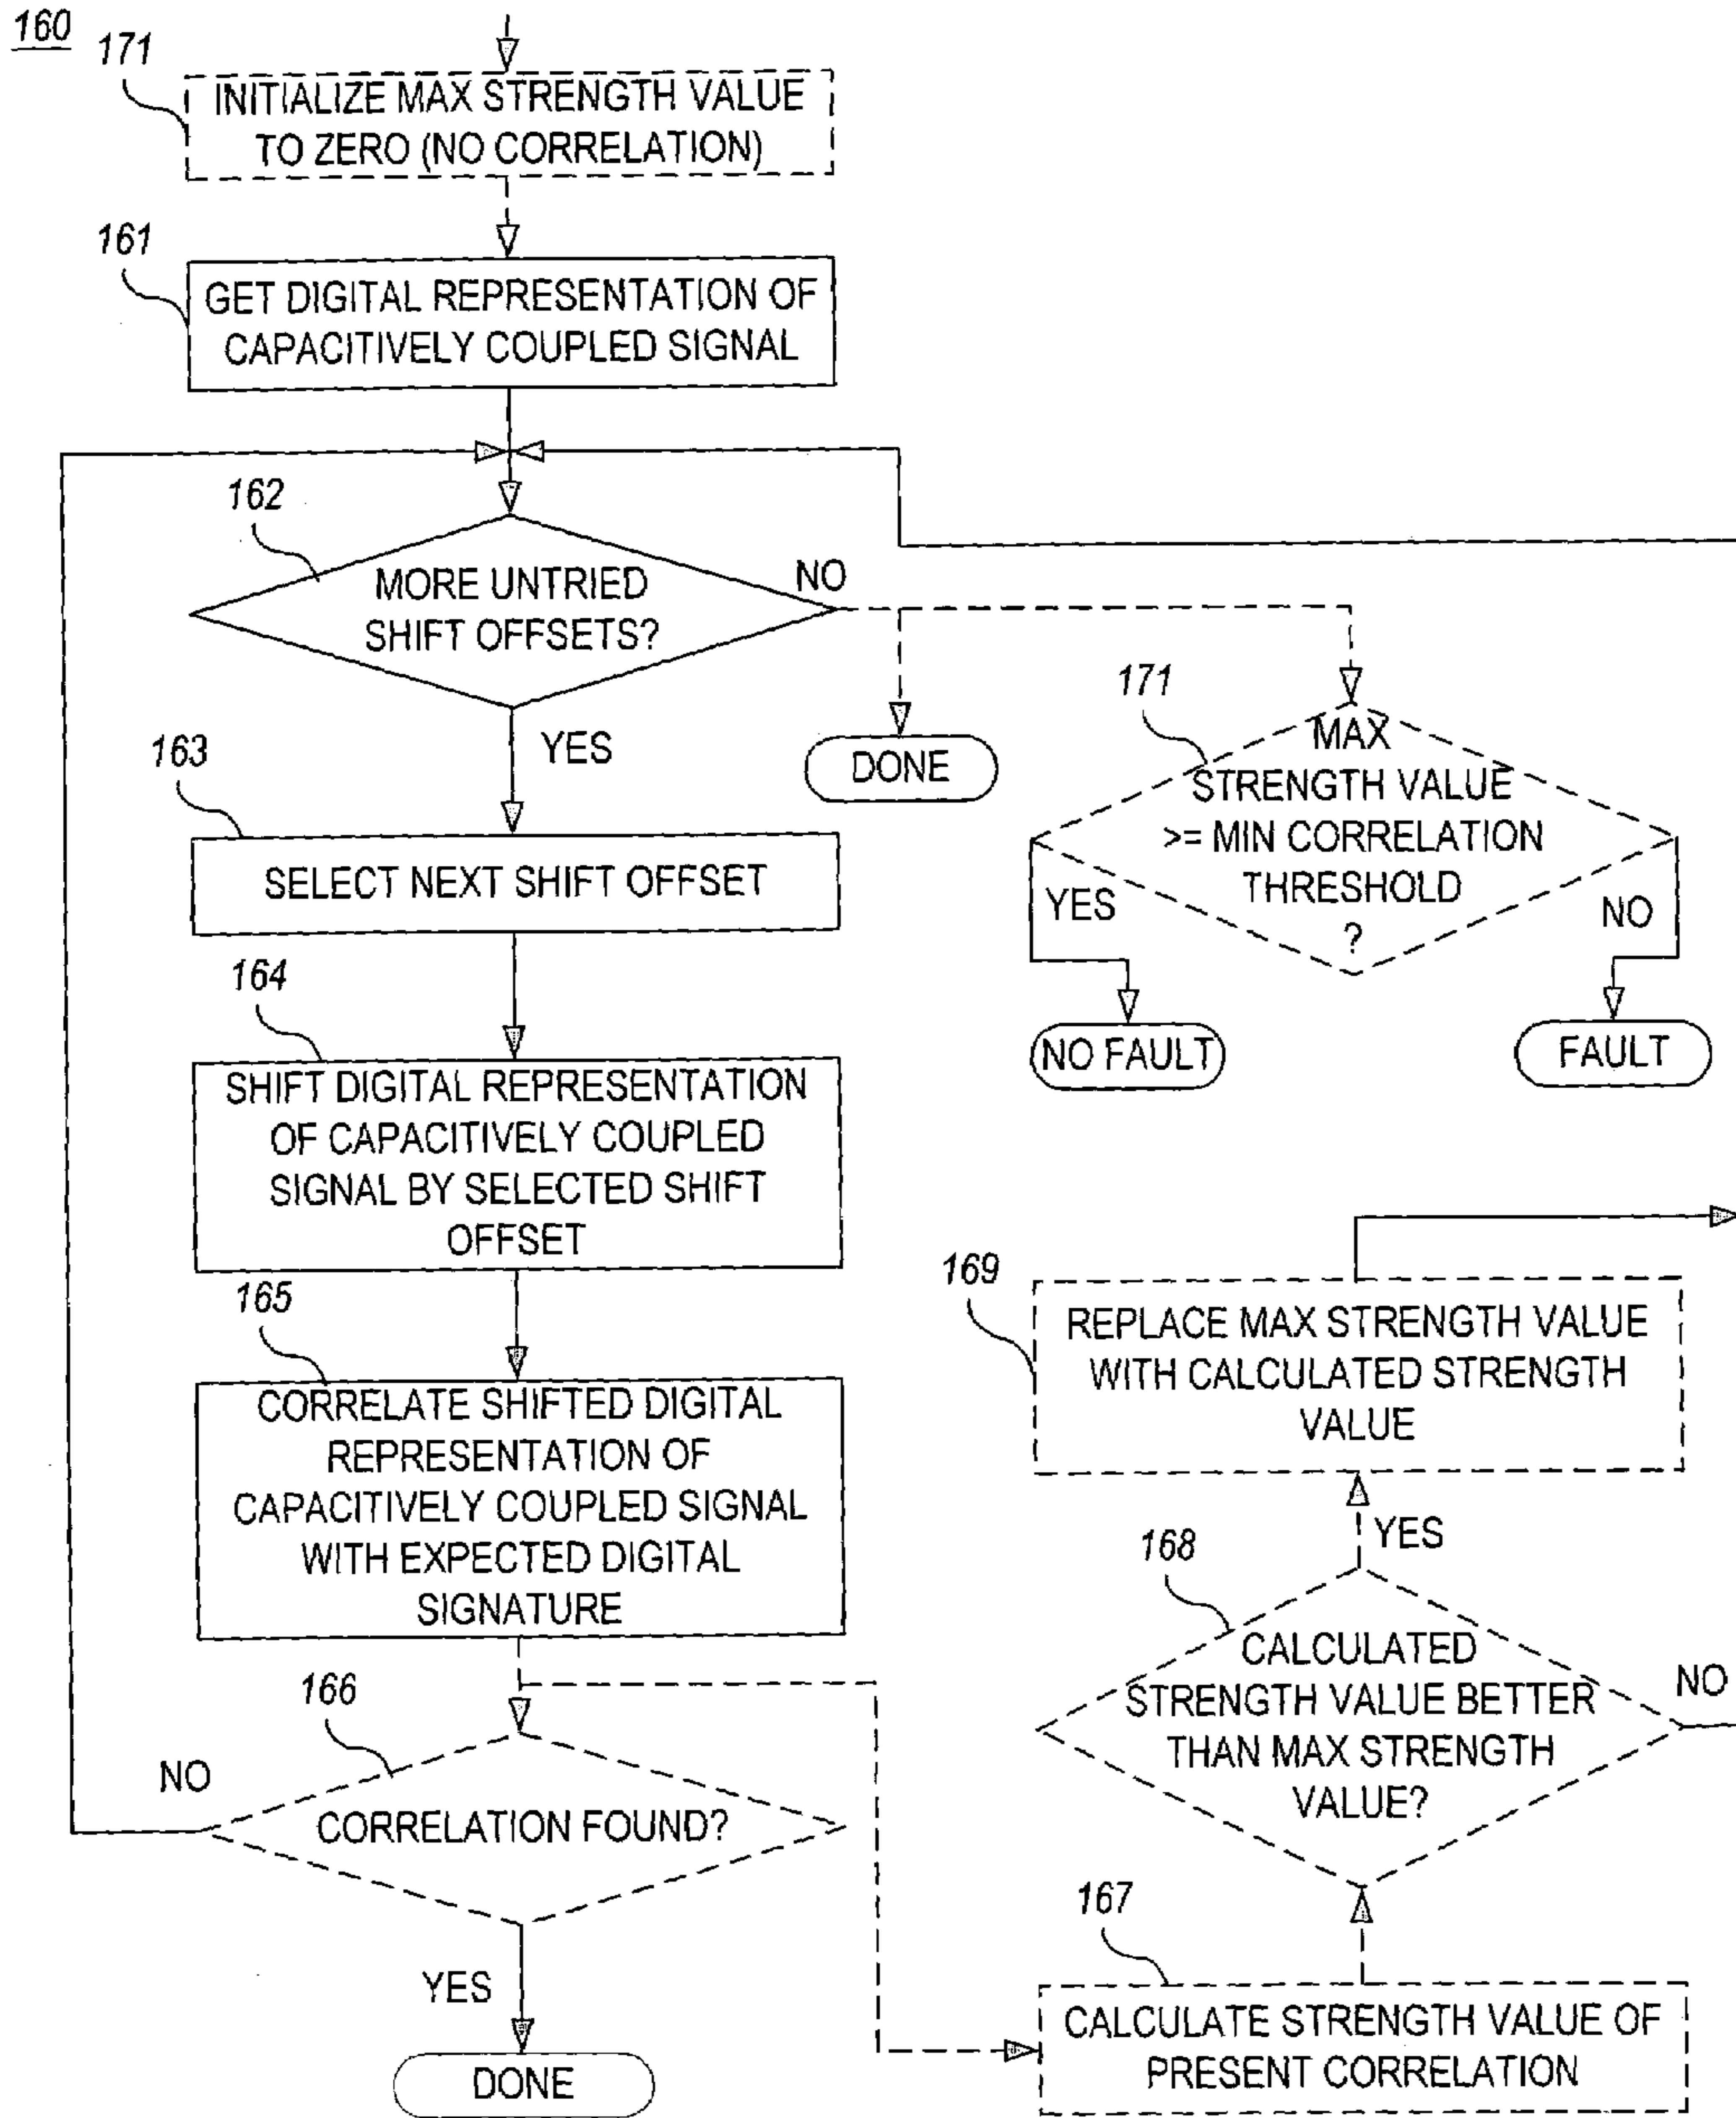 160
171
INITIALIZE MAX STRENGTH VALUE
TO ZERO (NO CORRELATION)
161
GET DIGITAL REPRESENTATION OF
CAPACITIVELY COUPLED SIGNAL
162
MORE UNTRIED
SHIFT OFFSETS?
NO
YES
DONE
171
MAX
STRENGTH VALUE
>= MIN CORRELATION
THRESHOLD
?
YES
NO
NO FAULT
FAULT
163
SELECT NEXT SHIFT OFFSET
164
SHIFT DIGITAL REPRESENTATION
OF CAPACITIVELY COUPLED
SIGNAL BY SELECTED SHIFT
OFFSET
165
CORRELATE SHIFTED DIGITAL
REPRESENTATION OF
CAPACITIVELY COUPLED SIGNAL
WITH EXPECTED DIGITAL
SIGNATURE
166
NO
CORRELATION FOUND?
YES
DONE
169
REPLACE MAX STRENGTH VALUE
WITH CALCULATED STRENGTH
VALUE
YES
168
CALCULATED
STRENGTH VALUE BETTER
THAN MAX STRENGTH
VALUE?
NO
167
CALCULATE STRENGTH VALUE OF
PRESENT CORRELATION